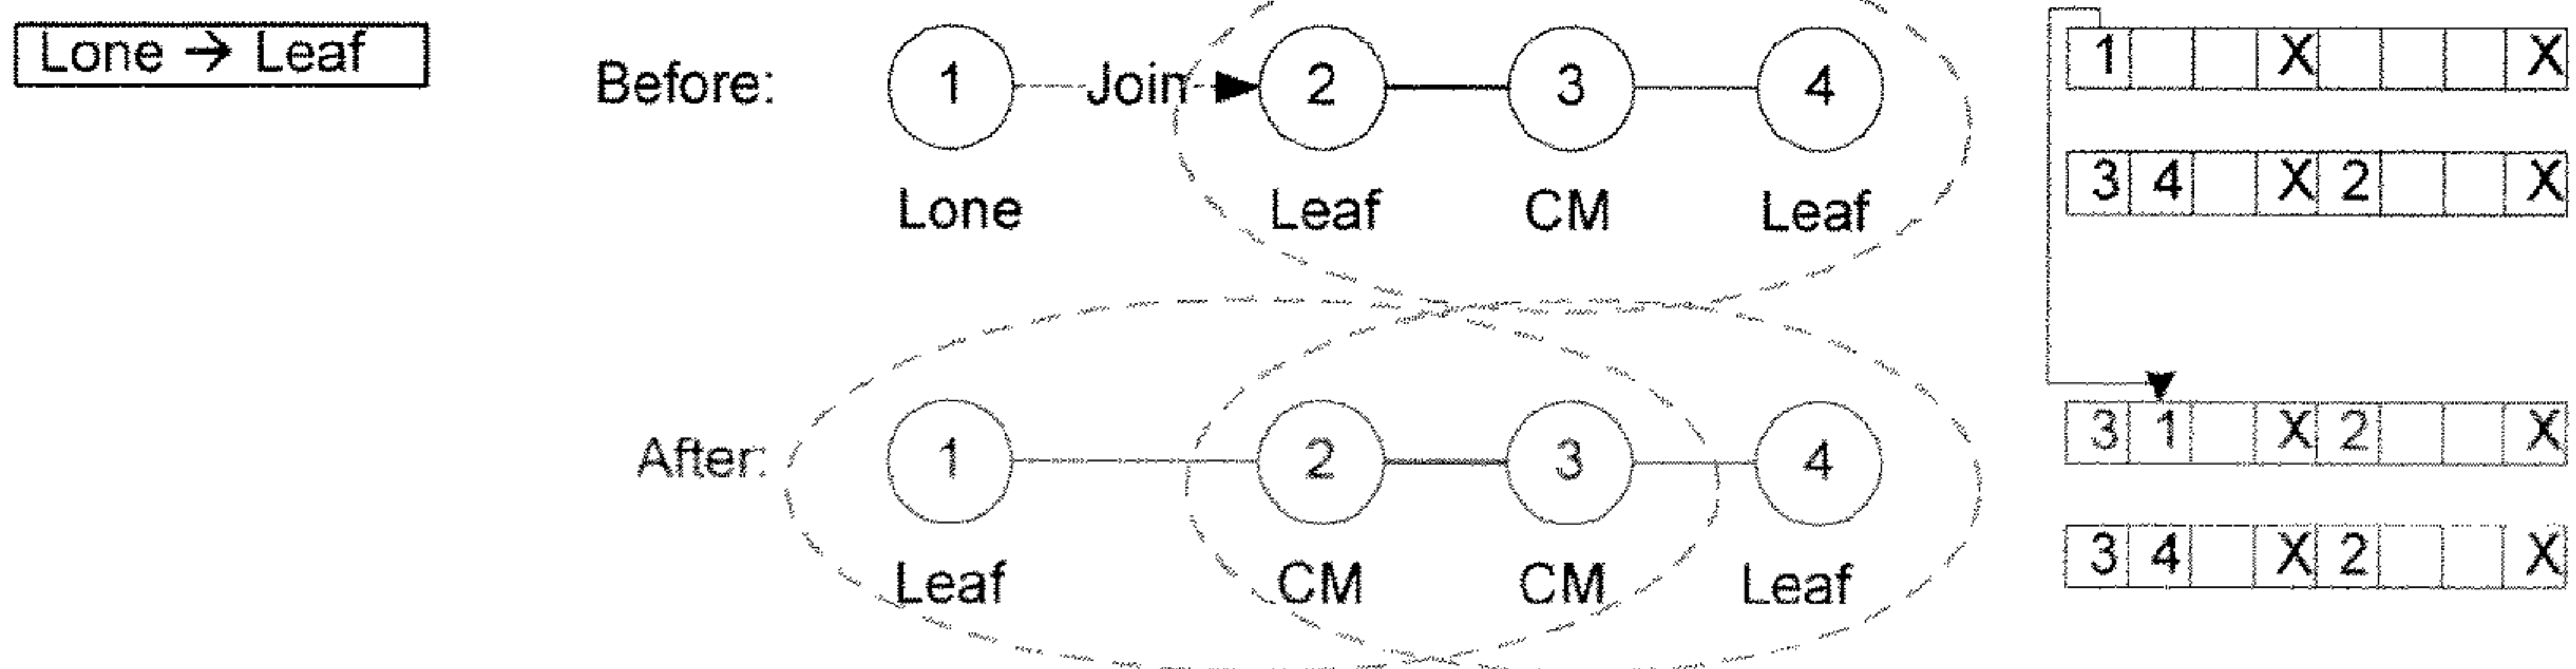 Lone → Leaf
Before: 1 Join 2 3 4
Lone Leaf CM Leaf
1 X X
3 4 X 2 X
After: 1 2 3 4
Leaf CM CM Leaf
3 1 X 2 X
3 4 X 2 X